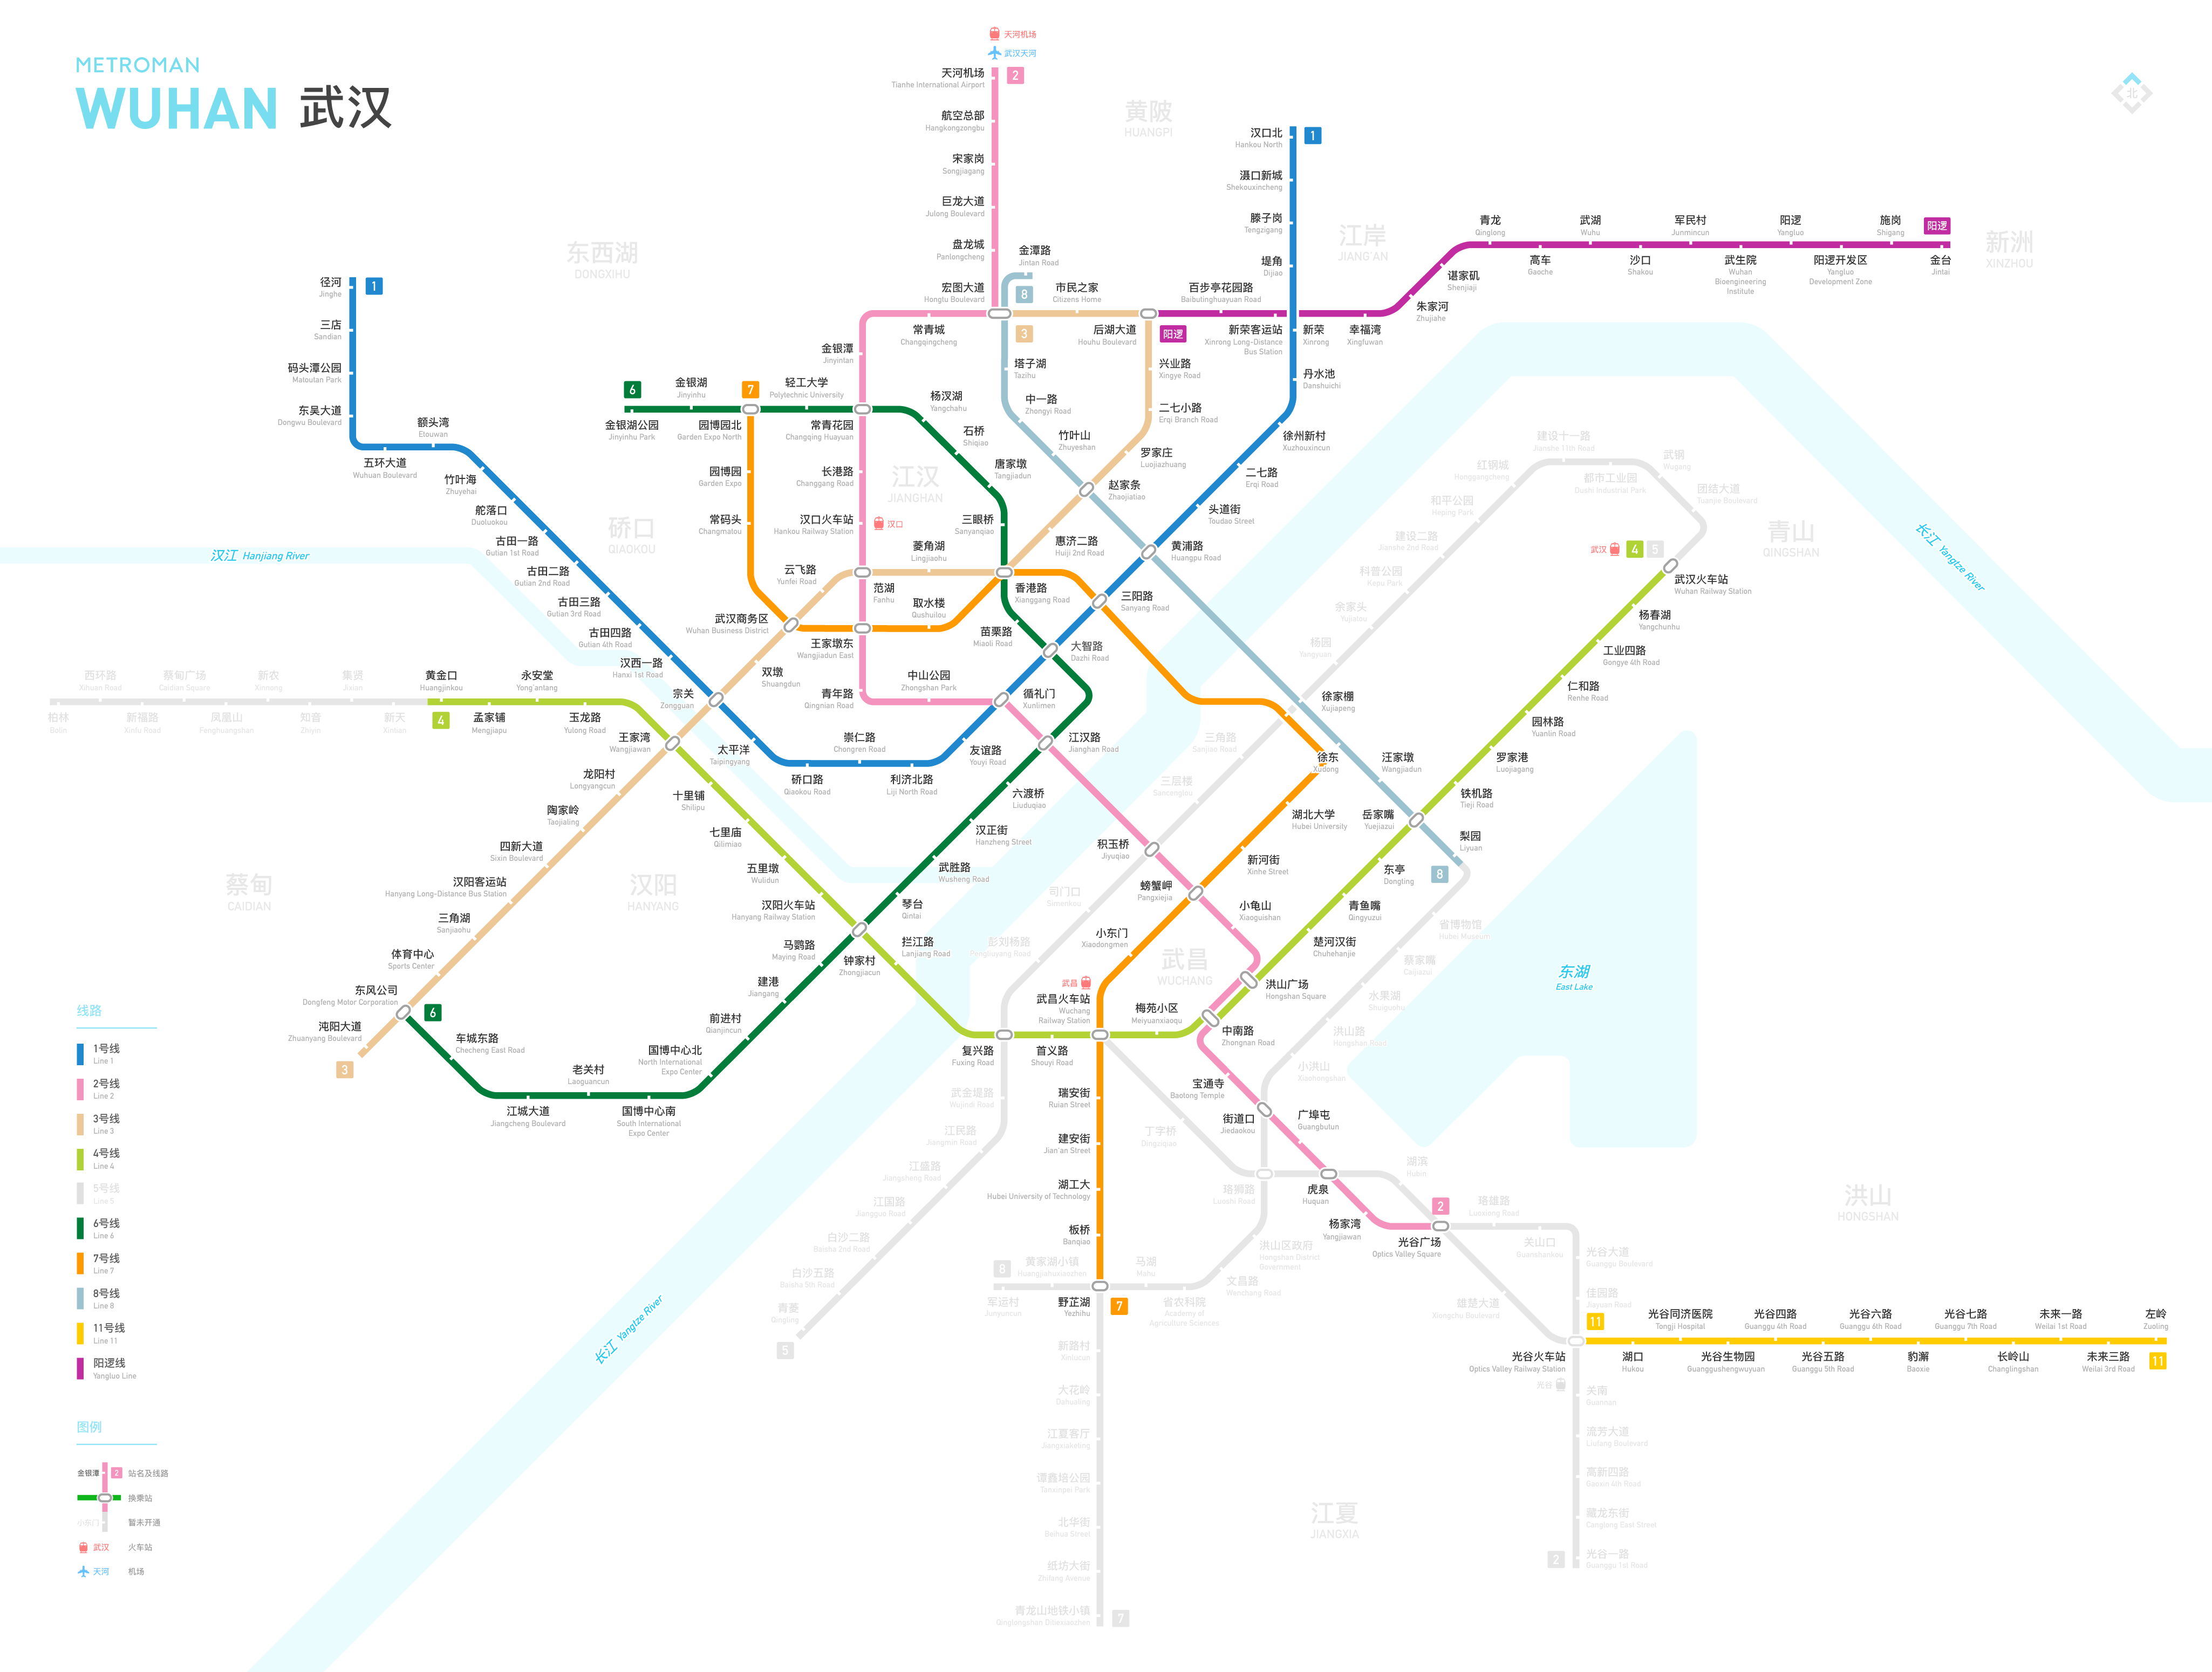 METROMAN
WUHAN 武汉
北
天河机场
武汉天河
天河机场
Tianhe International Airport
2
航空总部
Hangkongzongbu
宋家岗
Songjiagang
巨龙大道
Julong Boulevard
盘龙城
Panlongcheng
宏图大道
Hongtu Boulevard
黄陂
HUANGPI
汉口北
Hankou North
1
滠口新城
Shekouxincheng
滕子岗
Tengzigang
堤角
Dijiao
江岸
JIANG'AN
东西湖
DONGXIHU
新洲
XINZHOU
金潭路
Jintan Road
8
3
市民之家
Citizens Home
后湖大道
Houhu Boulevard
阳逻
百步亭花园路
Baibutinghuayuan Road
新荣客运站
Xinrong Long-Distance
Bus Station
新荣
Xinrong
幸福湾
Xingfuwan
朱家河
Zhujiahe
谌家矶
Shenjiaji
青龙
Qinglong
高车
Gaoche
武湖
Wuhu
沙口
Shakou
军民村
Junmincun
武生院
Wuhan
Bioengineering
Institute
阳逻
Yangluo
阳逻开发区
Yangluo
Development Zone
施岗
Shigang
金台
Jintai
阳逻
径河
Jinghe
1
三店
Sandian
码头潭公园
Matoutan Park
东吴大道
Dongwu Boulevard
五环大道
Wuhuan Boulevard
额头湾
Etouwan
竹叶海
Zhuyehai
舵落口
Duoluokou
古田一路
Gutian 1st Road
古田二路
Gutian 2nd Road
古田三路
Gutian 3rd Road
古田四路
Gutian 4th Road
汉西一路
Hanxi 1st Road
宗关
Zongguan
太平洋
Taipingyang
硚口路
Qiaokou Road
崇仁路
Chongren Road
利济北路
Liji North Road
友谊路
Youyi Road
循礼门
Xunlimen
大智路
Dazhi Road
三阳路
Sanyang Road
黄浦路
Huangpu Road
头道街
Toudao Street
二七路
Erqi Road
徐州新村
Xuzhouxincun
丹水池
Danshuichi
常青城
Changqingcheng
金银潭
Jinyintan
常青花园
Changqing Huayuan
长港路
Changgang Road
汉口火车站
Hankou Railway Station
汉口
范湖
Fanhu
王家墩东
Wangjiadun East
青年路
Qingnian Road
中山公园
Zhongshan Park
江汉
JIANGHAN
硚口
QIAOKOU
6
金银湖公园
Jinyinhu Park
金银湖
Jinyinhu
7
园博园北
Garden Expo North
轻工大学
Polytechnic University
杨汊湖
Yangchahu
石桥
Shiqiao
唐家墩
Tangjiadun
三眼桥
Sanyanqiao
香港路
Xianggang Road
苗栗路
Miaoli Road
园博园
Garden Expo
常码头
Changmatou
武汉商务区
Wuhan Business District
云飞路
Yunfei Road
菱角湖
Lingjiaohu
取水楼
Qushuilou
双墩
Shuangdun
惠济二路
Huiji 2nd Road
赵家条
Zhaojiatiao
罗家庄
Luojiazhuang
二七小路
Erqi Branch Road
兴业路
Xingye Road
塔子湖
Tazihu
中一路
Zhongyi Road
竹叶山
Zhuyeshan
徐家棚
Xujiapeng
徐东
Xudong
汪家墩
Wangjiadun
岳家嘴
Yuejiazui
梨园
Liyuan
8
汉江 Hanjiang River
长江 Yangtze River
建设十一路
Jianshe 11th Road
红钢城
Honggangcheng
都市工业园
Dushi Industrial Park
武钢
Wugang
团结大道
Tuanjie Boulevard
和平公园
Heping Park
建设二路
Jianshe 2nd Road
科普公园
Kepu Park
余家头
Yujiatou
杨园
Yangyuan
青山
QINGSHAN
武汉
4
5
武汉火车站
Wuhan Railway Station
杨春湖
Yangchunhu
工业四路
Gongye 4th Road
仁和路
Renhe Road
园林路
Yuanlin Road
罗家港
Luojiagang
铁机路
Tieji Road
东亭
Dongting
青鱼嘴
Qingyuzui
楚河汉街
Chuhehanjie
洪山广场
Hongshan Square
中南路
Zhongnan Road
梅苑小区
Meiyuanxiaoqu
西环路
Xihuan Road
蔡甸广场
Caidian Square
新农
Xinnong
集贤
Jixian
柏林
Bolin
新福路
Xinfu Road
凤凰山
Fenghuangshan
知音
Zhiyin
新天
Xintian
黄金口
Huangjinkou
4
孟家铺
Mengjiapu
永安堂
Yong'antang
玉龙路
Yulong Road
王家湾
Wangjiawan
十里铺
Shilipu
七里庙
Qilimiao
五里墩
Wulidun
汉阳火车站
Hanyang Railway Station
钟家村
Zhongjiacun
拦江路
Lanjiang Road
复兴路
Fuxing Road
首义路
Shouyi Road
武昌
武昌火车站
Wuchang
Railway Station
龙阳村
Longyangcun
陶家岭
Taojialing
四新大道
Sixin Boulevard
汉阳客运站
Hanyang Long-Distance Bus Station
三角湖
Sanjiaohu
体育中心
Sports Center
东风公司
Dongfeng Motor Corporation
6
沌阳大道
Zhuanyang Boulevard
3
蔡甸
CAIDIAN
汉阳
HANYANG
车城东路
Checheng East Road
江城大道
Jiangcheng Boulevard
老关村
Laoguancun
国博中心南
South International
Expo Center
国博中心北
North International
Expo Center
前进村
Qianjincun
建港
Jiangang
马鹦路
Maying Road
琴台
Qintai
武胜路
Wusheng Road
汉正街
Hanzheng Street
六渡桥
Liuduqiao
江汉路
Jianghan Road
三角路
Sanjiao Road
三层楼
Sancenglou
积玉桥
Jiyuqiao
司门口
Simenkou
彭刘杨路
Pengliuyang Road
螃蟹岬
Pangxiejia
小龟山
Xiaoguishan
湖北大学
Hubei University
新河街
Xinhe Street
小东门
Xiaodongmen
武昌
WUCHANG
省博物馆
Hubei Museum
蔡家嘴
Caijiazui
水果湖
Shuiguohu
洪山路
Hongshan Road
小洪山
Xiaohongshan
东湖
East Lake
宝通寺
Baotong Temple
街道口
Jiedaokou
广埠屯
Guangbutun
虎泉
Huquan
杨家湾
Yangjiawan
2
光谷广场
Optics Valley Square
丁字桥
Dingziqiao
珞狮路
Luoshi Road
湖滨
Hubin
珞雄路
Luoxiong Road
关山口
Guanshankou
光谷大道
Guanggu Boulevard
佳园路
Jiayuan Road
雄楚大道
Xiongchu Boulevard
洪山
HONGSHAN
武金堤路
Wujindi Road
江民路
Jiangmin Road
江盛路
Jiangsheng Road
江国路
Jiangguo Road
白沙二路
Baisha 2nd Road
白沙五路
Baisha 5th Road
青菱
Qingling
5
瑞安街
Ruian Street
建安街
Jian'an Street
湖工大
Hubei University of Technology
板桥
Banqiao
野芷湖
Yezhihu
7
8
军运村
Junyuncun
黄家湖小镇
Huangjiahuxiaozhen
马湖
Mahu
省农科院
Academy of
Agriculture Sciences
文昌路
Wenchang Road
洪山区政府
Hongshan District
Government
新路村
Xinlucun
大花岭
Dahualing
江夏客厅
Jiangxiaketing
谭鑫培公园
Tanxinpei Park
北华街
Beihua Street
纸坊大街
Zhifang Avenue
青龙山地铁小镇
Qinglongshan Ditiexiaozhen
7
江夏
JIANGXIA
11
光谷火车站
Optics Valley Railway Station
光谷
湖口
Hukou
光谷同济医院
Tongji Hospital
光谷生物园
Guanggushengwuyuan
光谷四路
Guanggu 4th Road
光谷五路
Guanggu 5th Road
光谷六路
Guanggu 6th Road
豹澥
Baoxie
光谷七路
Guanggu 7th Road
长岭山
Changlingshan
未来一路
Weilai 1st Road
未来三路
Weilai 3rd Road
左岭
Zuoling
11
关南
Guannan
流芳大道
Liufang Boulevard
高新四路
Gaoxin 4th Road
藏龙东街
Canglong East Street
光谷一路
Guanggu 1st Road
2
长江 Yangtze River
线路
1号线
Line 1
2号线
Line 2
3号线
Line 3
4号线
Line 4
5号线
Line 5
6号线
Line 6
7号线
Line 7
8号线
Line 8
11号线
Line 11
阳逻线
Yangluo Line
图例
金银潭 2 站名及线路
换乘站
小东门 暂未开通
武汉 火车站
天河 机场